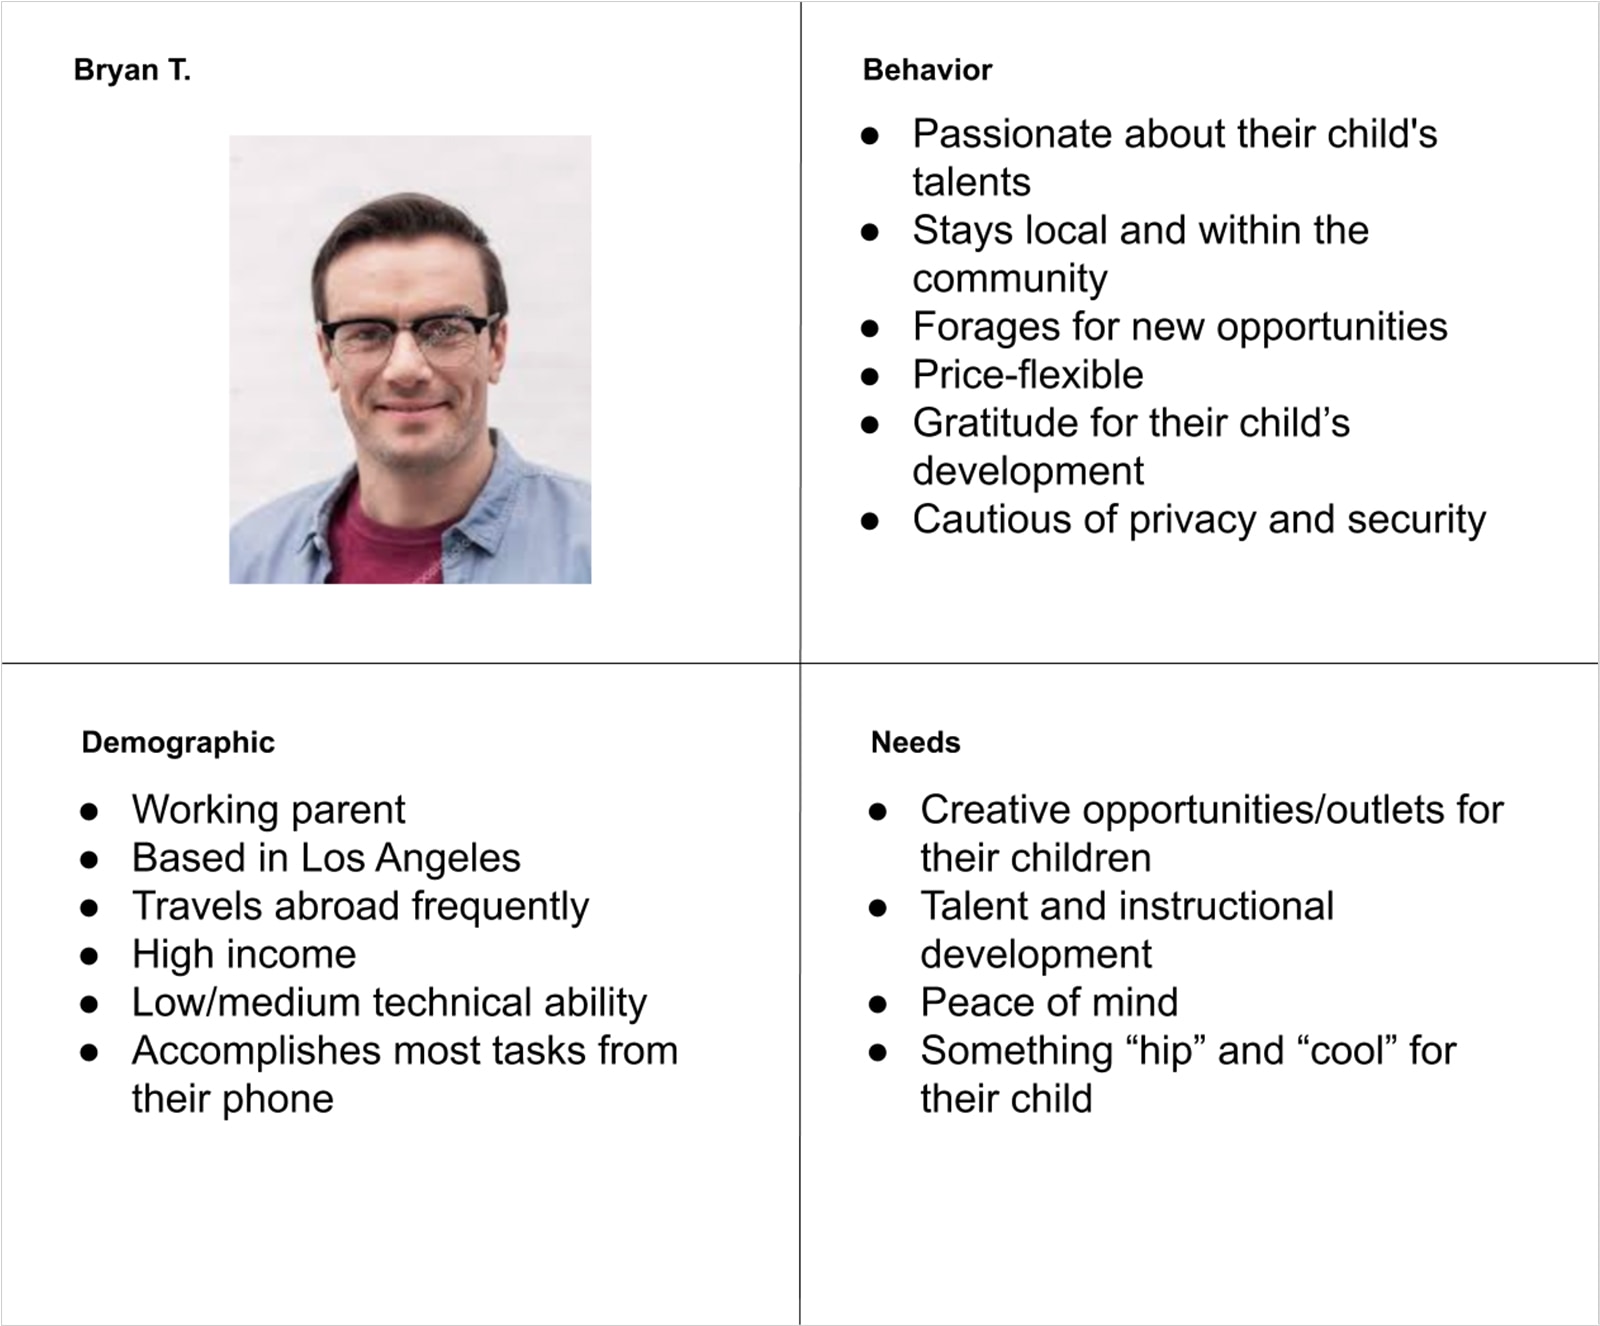 Bryan T.
Behavior
● Passionate about their child's
talents
● Stays local and within the
community
● Forages for new opportunities
● Price-flexible
● Gratitude for their child’s
development
● Cautious of privacy and security
Demographic
● Working parent
● Based in Los Angeles
● Travels abroad frequently
● High income
● Low/medium technical ability
● Accomplishes most tasks from
their phone
Needs
● Creative opportunities/outlets for
their children
● Talent and instructional
development
● Peace of mind
● Something “hip” and “cool” for
their child